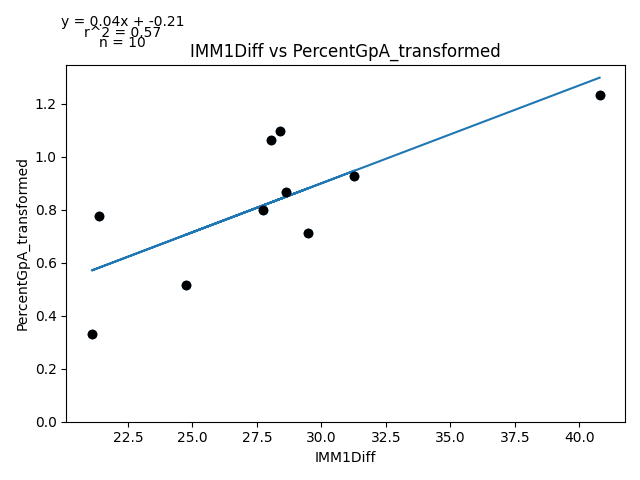 y = 0.04x + -0.21
r^2 = 0.57
n = 10
IMM1Diff vs PercentGpA_transformed
PercentGpA_transformed
1.2
1.0
0.8
0.6
0.4
0.2
0.0
22.5 25.0 27.5 30.0 32.5 35.0 37.5 40.0
IMM1Diff